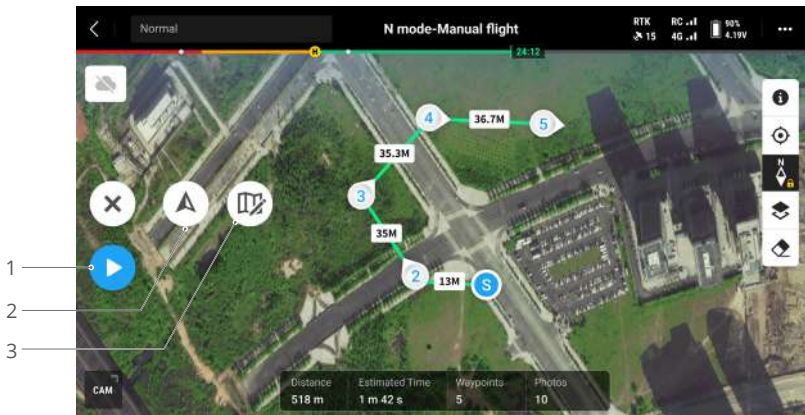 Normal
N mode-Manual flight
RTK
15
RC
4G
90%
4.19V
H
24:12
4
36.7M
5
35.3M
N
3
35M
2
13M
S
1
2
3
CAM
Distance
518 m
Estimated Time
1 m 42 s
Waypoints
5
Photos
10